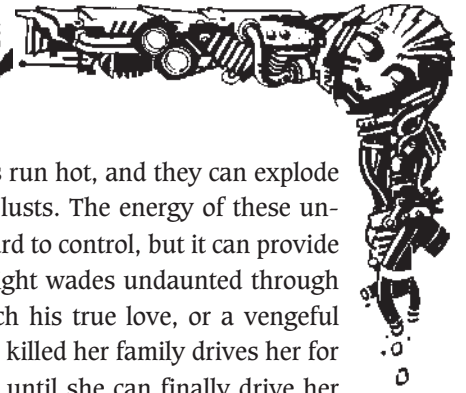 s run hot, and they can explode
lusts. The energy of these un-
ard to control, but it can provide
ight wades undaunted through
ch his true love, or a vengeful
killed her family drives her for
until she can finally drive her